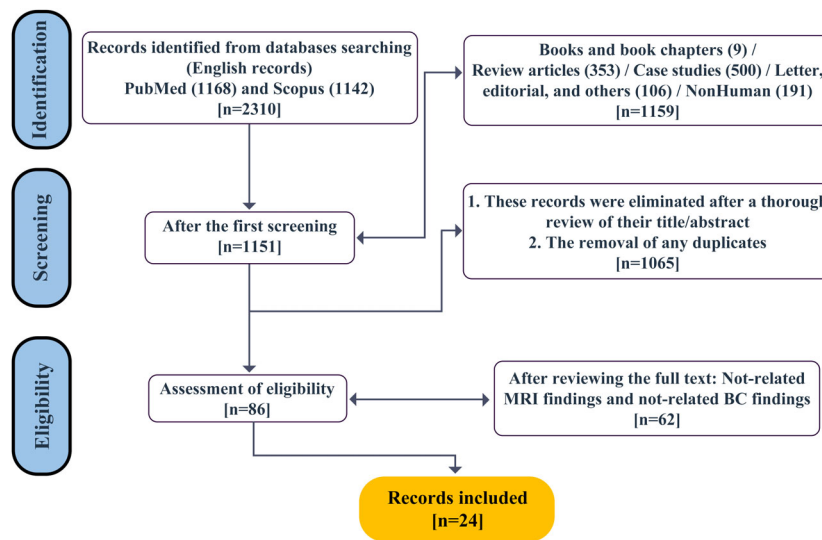 Identification
Records identified from databases searching
(English records)
PubMed (1168) and Scopus (1142)
[n=2310]
Books and book chapters (9) /
Review articles (353) / Case studies (500) / Letter,
editorial, and others (106) / NonHuman (191)
[n=1159]
Screening
After the first screening
[n=1151]
1. These records were eliminated after a thorough
review of their title/abstract
2. The removal of any duplicates
[n=1065]
Eligibility
Assessment of eligibility
[n=86]
After reviewing the full text: Not-related
MRI findings and not-related BC findings
[n=62]
Records included
[n=24]